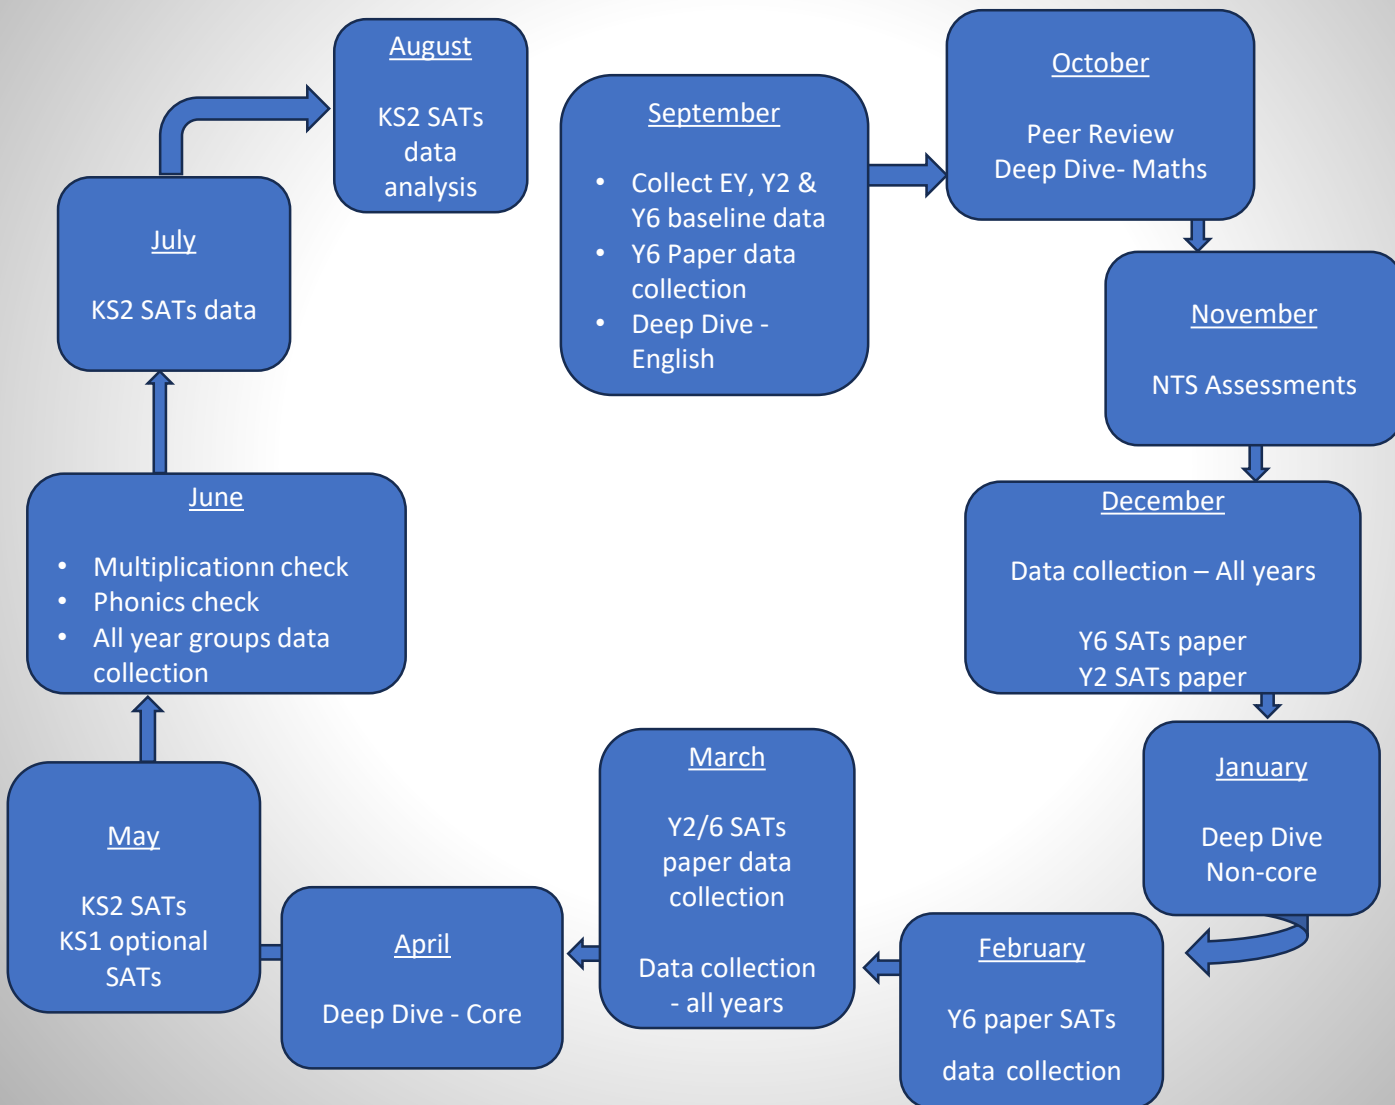 September
• Collect EY, Y2 &
Y6 baseline data
• Y6 Paper data
collection
• Deep Dive -
English
October
Peer Review
Deep Dive- Maths
November
NTS Assessments
December
Data collection – All years
Y6 SATs paper
Y2 SATs paper
January
Deep Dive
Non-core
February
Y6 paper SATs
data collection
March
Y2/6 SATs
paper data
collection
Data collection
- all years
April
Deep Dive - Core
May
KS2 SATs
KS1 optional
SATs
June
• Multiplicationn check
• Phonics check
• All year groups data
collection
July
KS2 SATs data
August
KS2 SATs
data
analysis